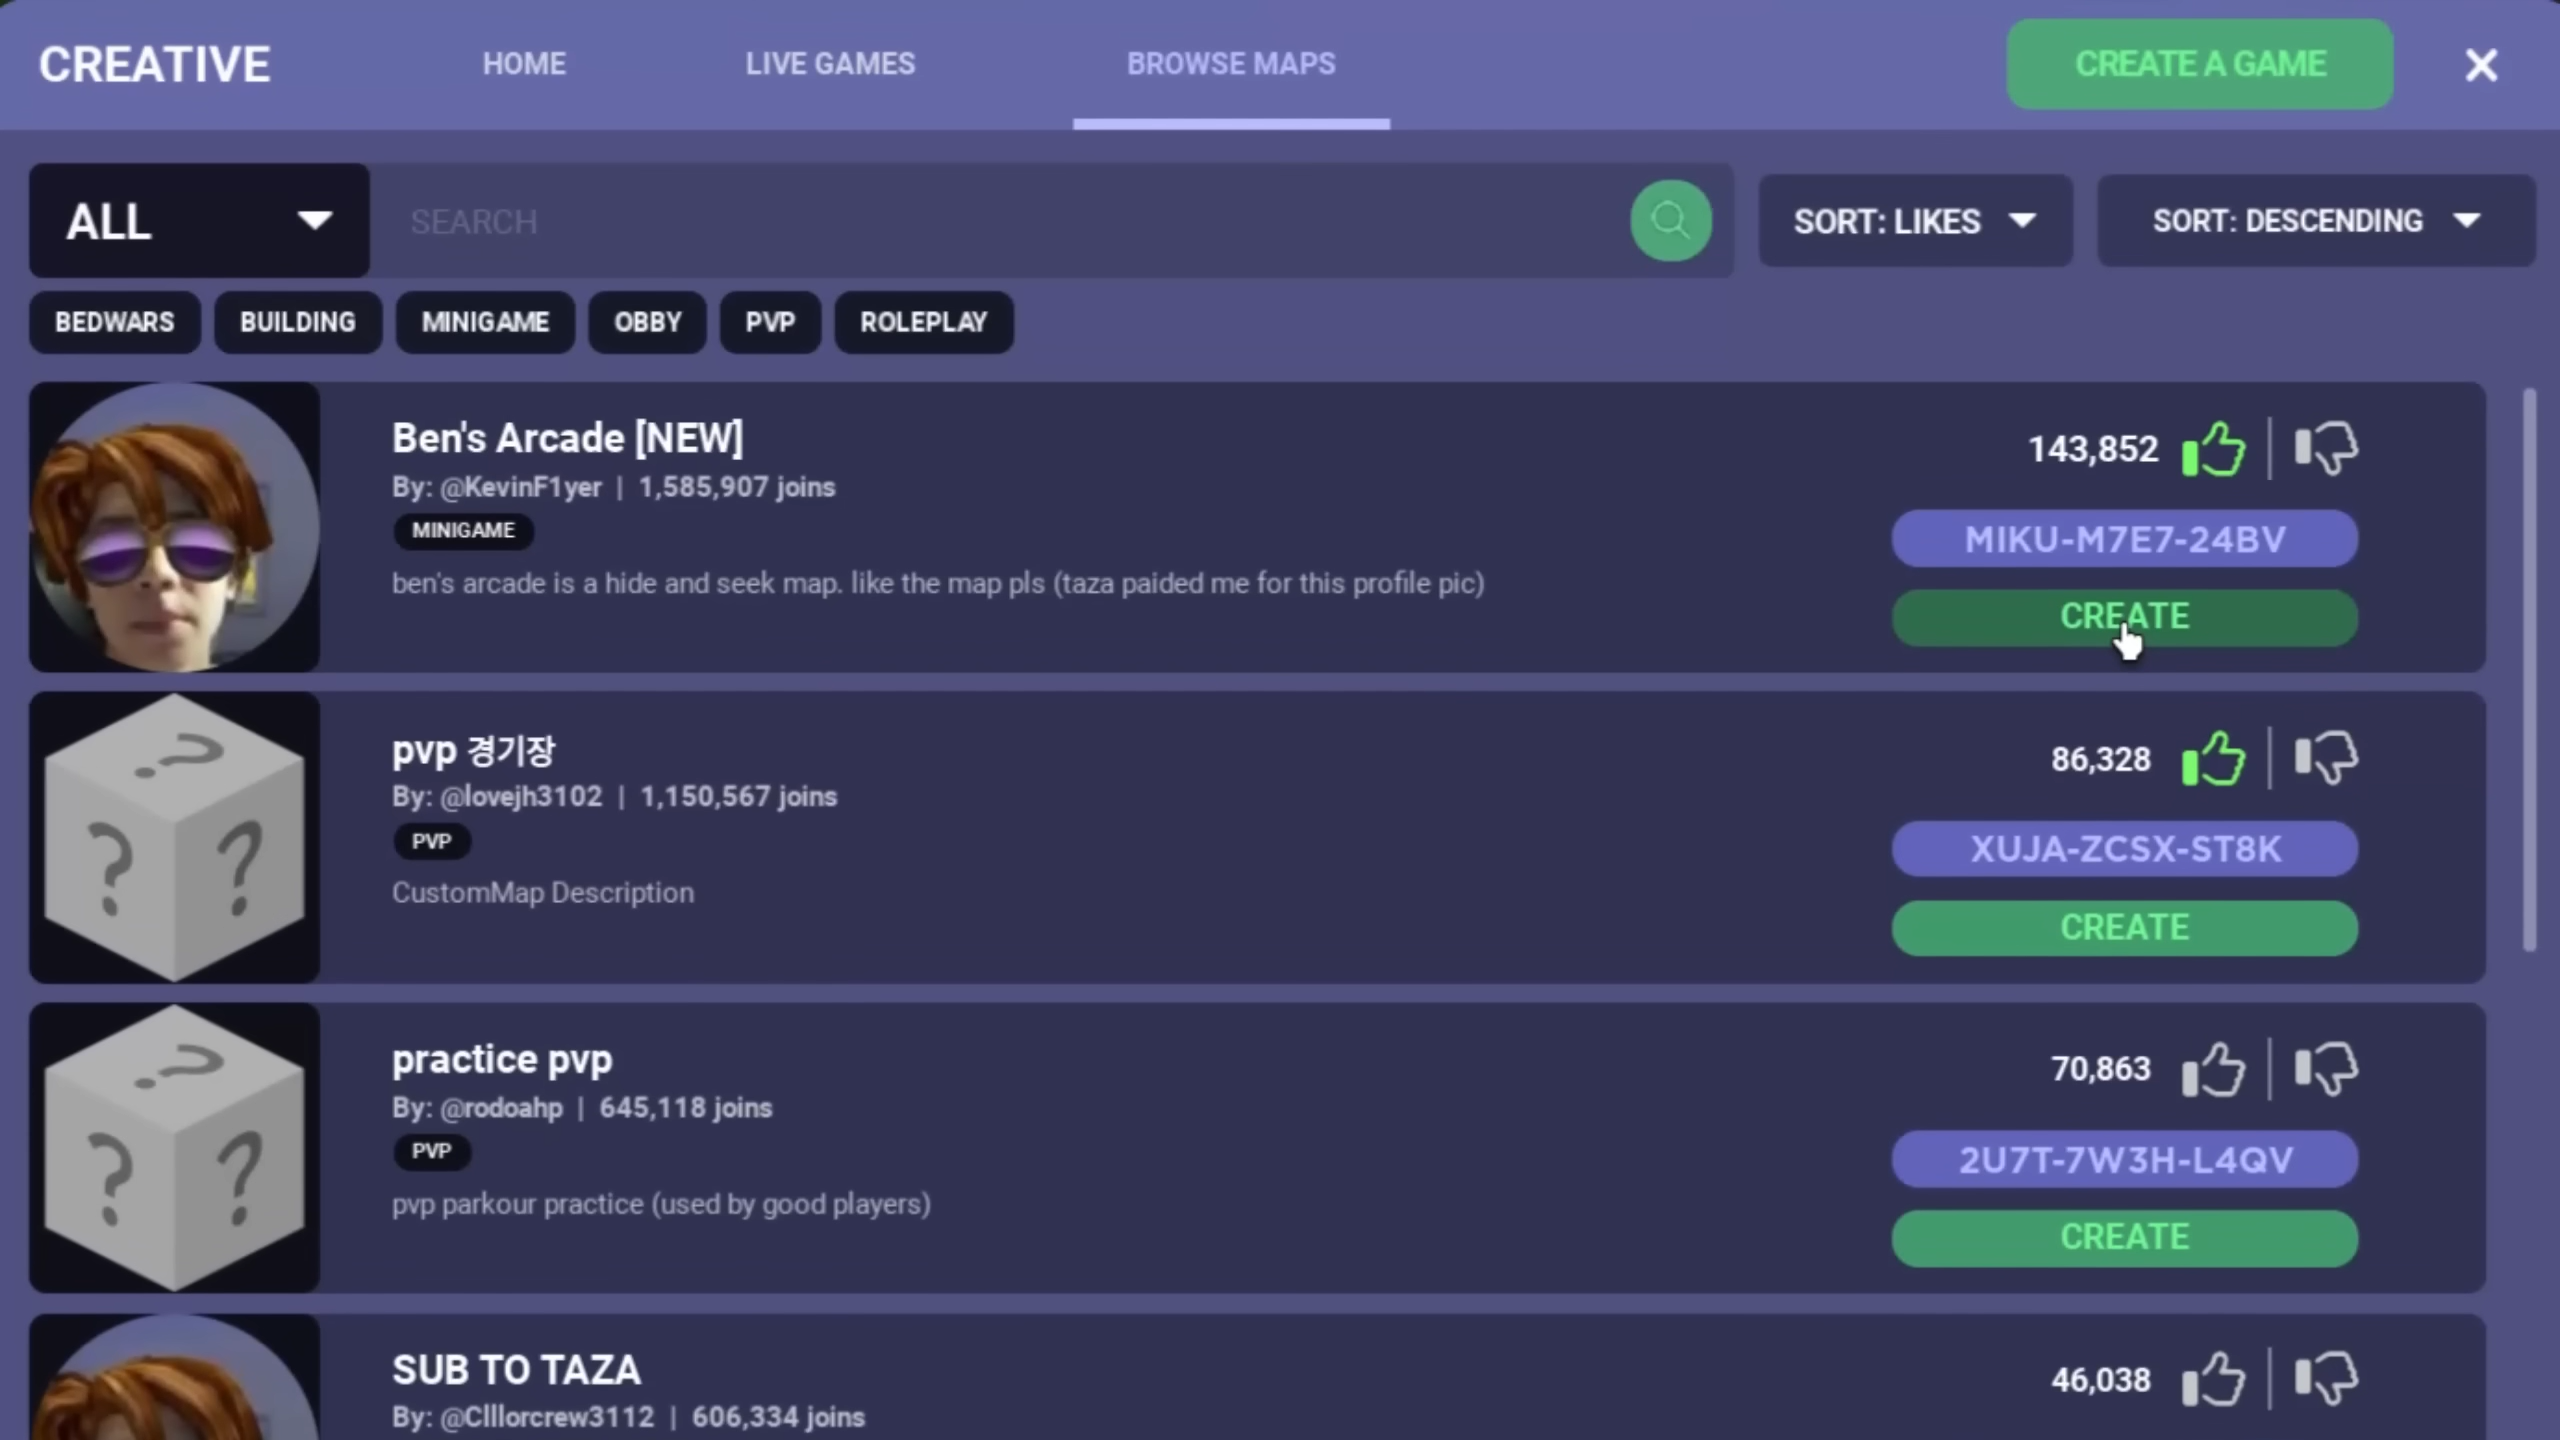 CREATIVE
HOME
LIVE GAMES
BROWSE MAPS
CREATE A GAME
ALL
SEARCH
SORT: LIKES
SORT: DESCENDING
BEDWARS
BUILDING
MINIGAME
OBBY
PVP
ROLEPLAY
Ben's Arcade [NEW]
By: @KevinF1yer | 1,585,907 joins
MINIGAME
ben's arcade is a hide and seek map. like the map pls (taza paided me for this profile pic)
143,852
MIKU-M7E7-24BV
CREATE
pvp 경기장
By: @lovejh3102 | 1,150,567 joins
PVP
CustomMap Description
86,328
XUJA-ZCSX-ST8K
CREATE
practice pvp
By: @rodoahp | 645,118 joins
PVP
pvp parkour practice (used by good players)
70,863
2U7T-7W3H-L4QV
CREATE
SUB TO TAZA
By: @Clllorcrew3112 | 606,334 joins
46,038